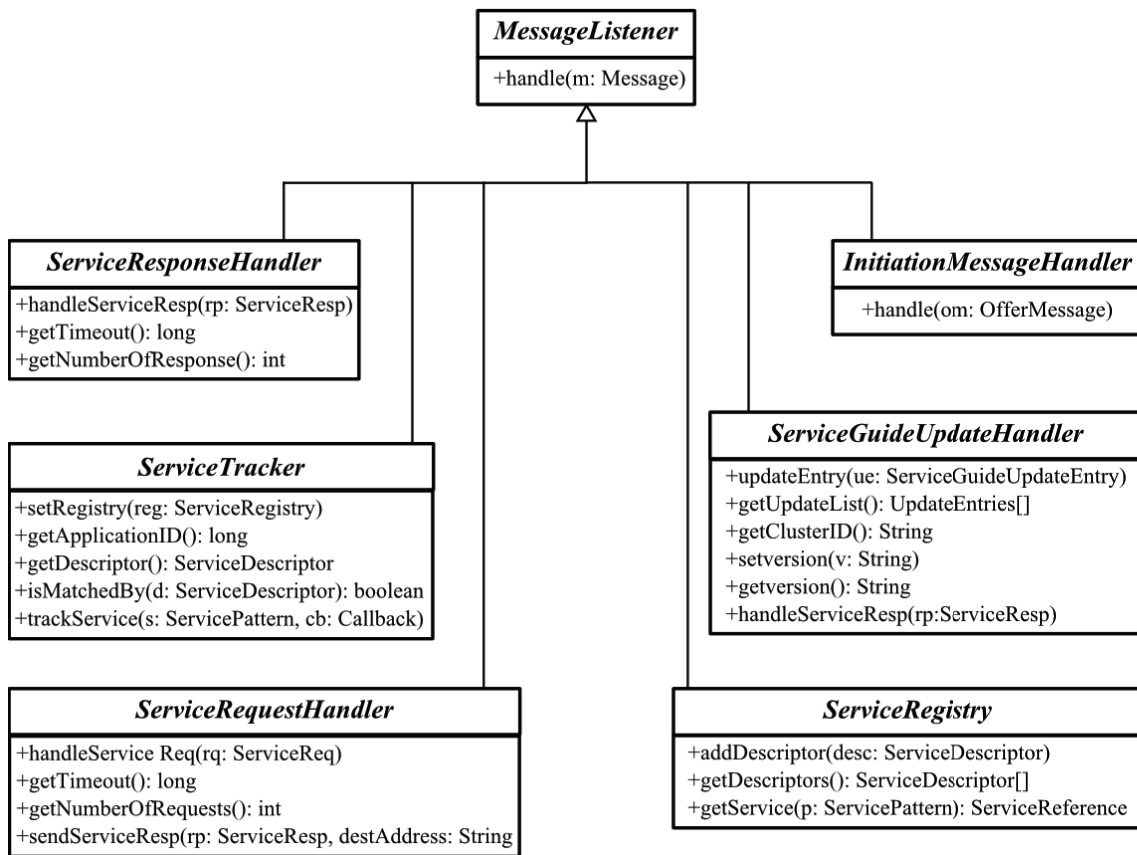 MessageListener
+handle(m: Message)
ServiceResponseHandler
+handleServiceResp(rp: ServiceResp)
+getTimeout(): long
+getNumberOfResponse(): int
InitiationMessageHandler
+handle(om: OfferMessage)
ServiceTracker
+setRegistry(reg: ServiceRegistry)
+getApplicationID(): long
+getDescriptor(): ServiceDescriptor
+isMatchedBy(d: ServiceDescriptor): boolean
+trackService(s: ServicePattern, cb: Callback)
ServiceGuideUpdateHandler
+updateEntry(ue: ServiceGuideUpdateEntry)
+getUpdateList(): UpdateEntries[]
+getClusterID(): String
+setversion(v: String)
+getversion(): String
+handleServiceResp(rp:ServiceResp)
ServiceRequestHandler
+handleService Req(rq: ServiceReq)
+getTimeout(): long
+getNumberOfRequests(): int
+sendServiceResp(rp: ServiceResp, destAddress: String
ServiceRegistry
+addDescriptor(desc: ServiceDescriptor)
+getDescriptors(): ServiceDescriptor[]
+getService(p: ServicePattern): ServiceReference